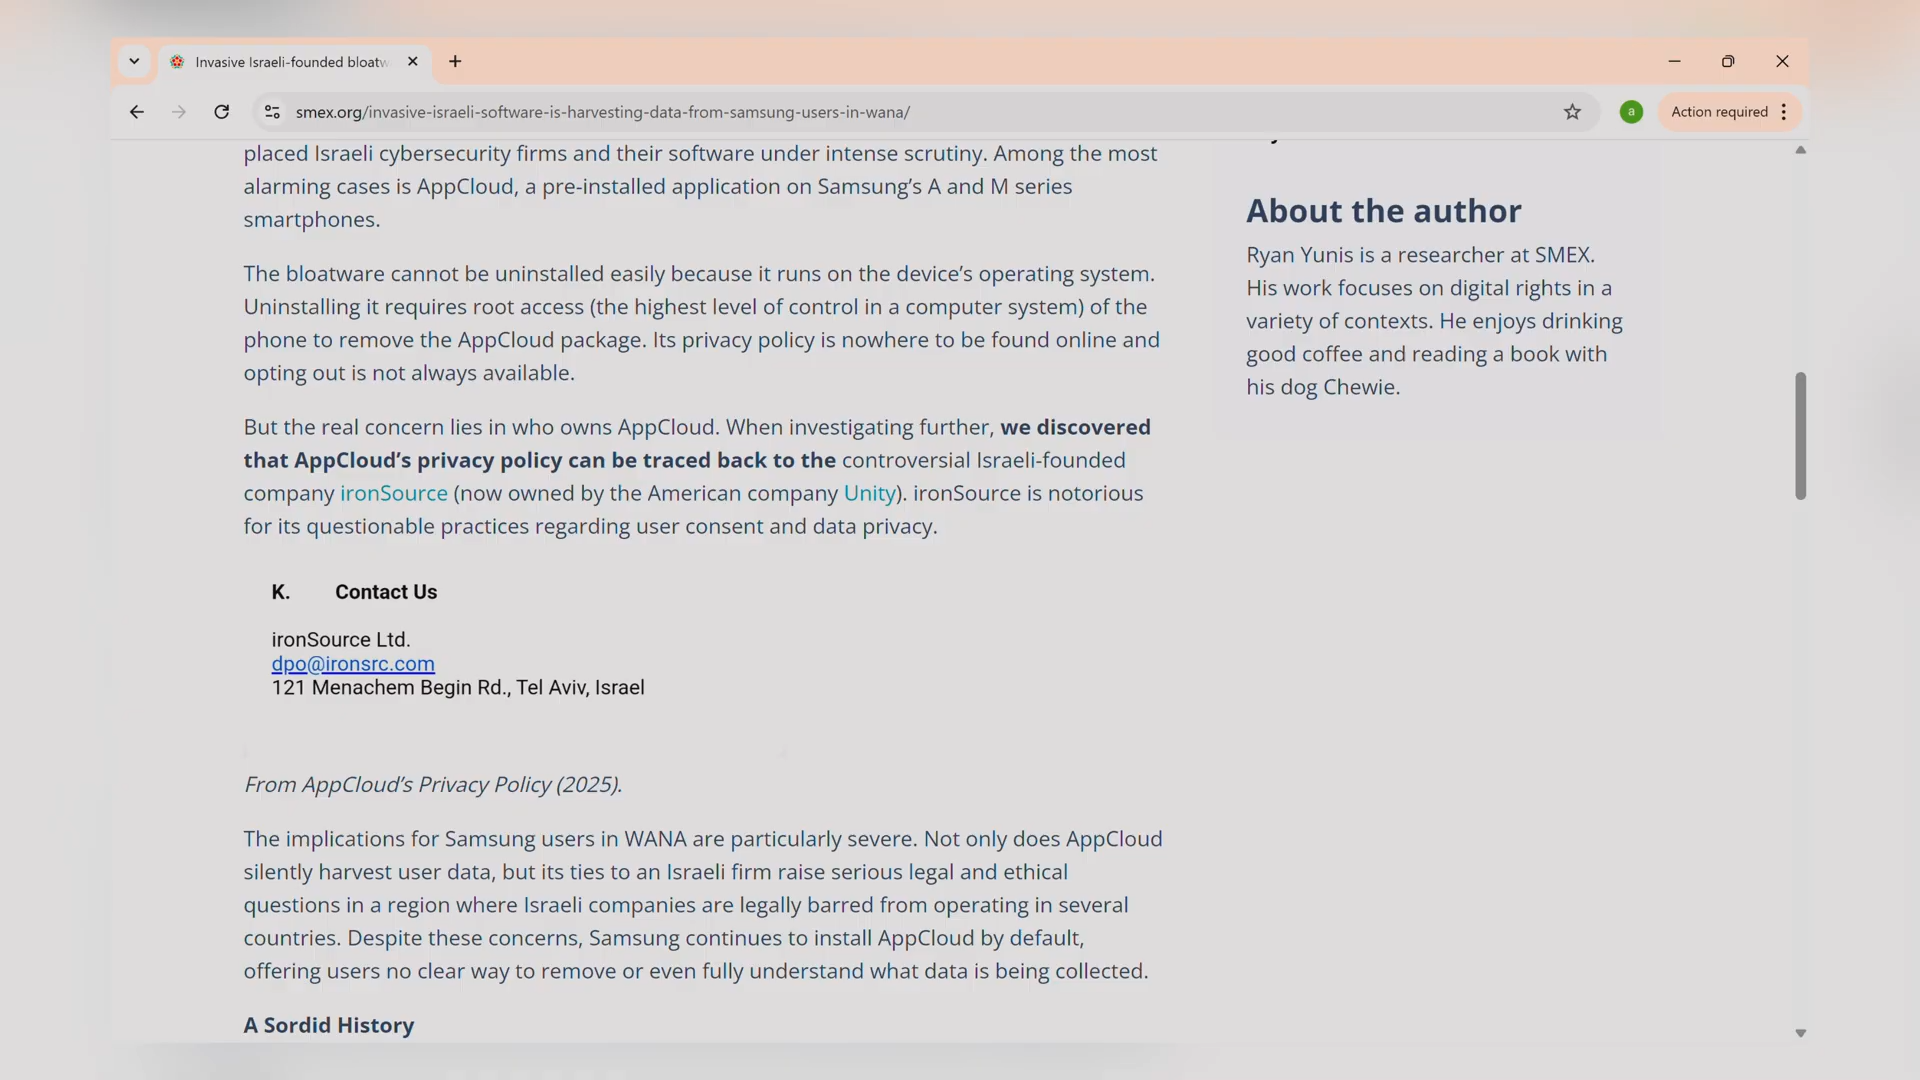 Invasive Israeli-founded bloatw
smex.org/invasive-israeli-software-is-harvesting-data-from-samsung-users-in-wana/
a
Action required
placed Israeli cybersecurity firms and their software under intense scrutiny. Among the most
alarming cases is AppCloud, a pre-installed application on Samsung’s A and M series
smartphones.
The bloatware cannot be uninstalled easily because it runs on the device’s operating system.
Uninstalling it requires root access (the highest level of control in a computer system) of the
phone to remove the AppCloud package. Its privacy policy is nowhere to be found online and
opting out is not always available.
But the real concern lies in who owns AppCloud. When investigating further, we discovered
that AppCloud’s privacy policy can be traced back to the controversial Israeli-founded
company ironSource (now owned by the American company Unity). ironSource is notorious
for its questionable practices regarding user consent and data privacy.
K. Contact Us
ironSource Ltd.
dpo@ironsrc.com
121 Menachem Begin Rd., Tel Aviv, Israel
From AppCloud’s Privacy Policy (2025).
The implications for Samsung users in WANA are particularly severe. Not only does AppCloud
silently harvest user data, but its ties to an Israeli firm raise serious legal and ethical
questions in a region where Israeli companies are legally barred from operating in several
countries. Despite these concerns, Samsung continues to install AppCloud by default,
offering users no clear way to remove or even fully understand what data is being collected.
A Sordid History
About the author
Ryan Yunis is a researcher at SMEX.
His work focuses on digital rights in a
variety of contexts. He enjoys drinking
good coffee and reading a book with
his dog Chewie.